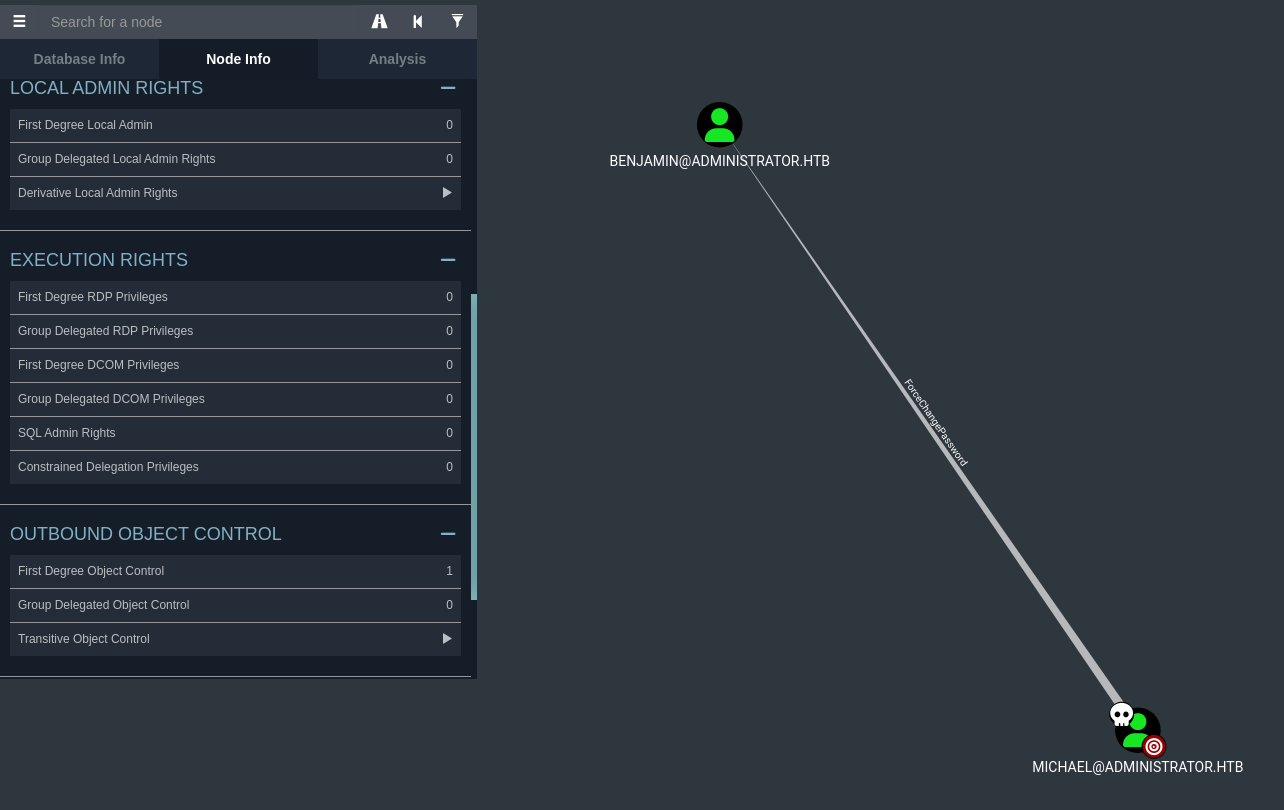 Search for a node
Database Info
Node Info
Analysis
LOCAL ADMIN RIGHTS
First Degree Local Admin 0
Group Delegated Local Admin Rights 0
Derivative Local Admin Rights
EXECUTION RIGHTS
First Degree RDP Privileges 0
Group Delegated RDP Privileges 0
First Degree DCOM Privileges 0
Group Delegated DCOM Privileges 0
SQL Admin Rights 0
Constrained Delegation Privileges 0
OUTBOUND OBJECT CONTROL
First Degree Object Control 1
Group Delegated Object Control 0
Transitive Object Control
BENJAMIN@ADMINISTRATOR.HTB
ForceChangePassword
MICHAEL@ADMINISTRATOR.HTB